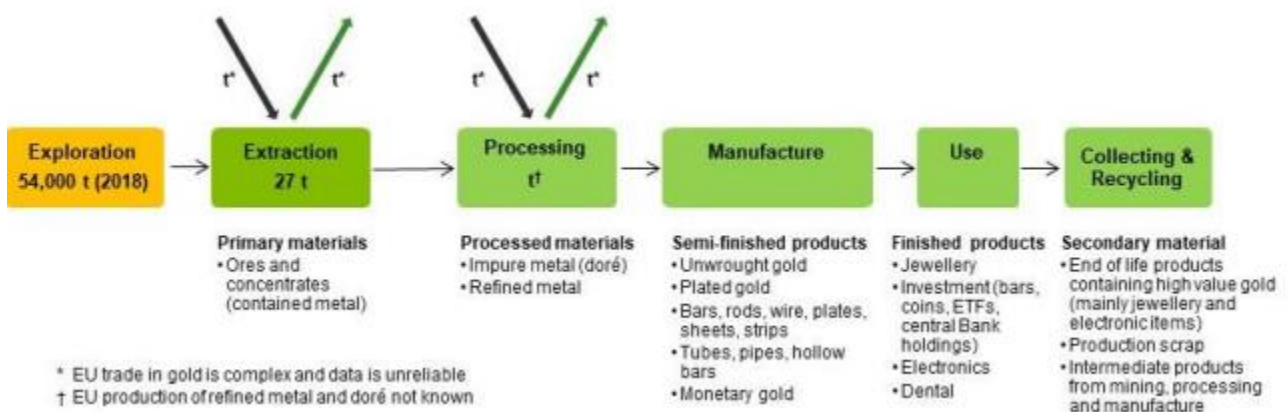 t*
t*
t*
t*
Exploration
54,000 t (2018)
Extraction
27 t
Processing
t†
Manufacture
Use
Collecting &
Recycling
Primary materials
• Ores and
concentrates
(contained metal)
Processed materials
• Impure metal (doré)
• Refined metal
Semi-finished products
• Unwrought gold
• Plated gold
• Bars, rods, wire, plates,
sheets, strips
• Tubes, pipes, hollow
bars
• Monetary gold
Finished products
• Jewellery
• Investment (bars,
coins, ETFs,
central Bank
holdings)
• Electronics
• Dental
Secondary material
• End of life products
containing high value gold
(mainly jewellery and
electronic items)
• Production scrap
• Intermediate products
from mining, processing
and manufacture
* EU trade in gold is complex and data is unreliable
† EU production of refined metal and doré not known